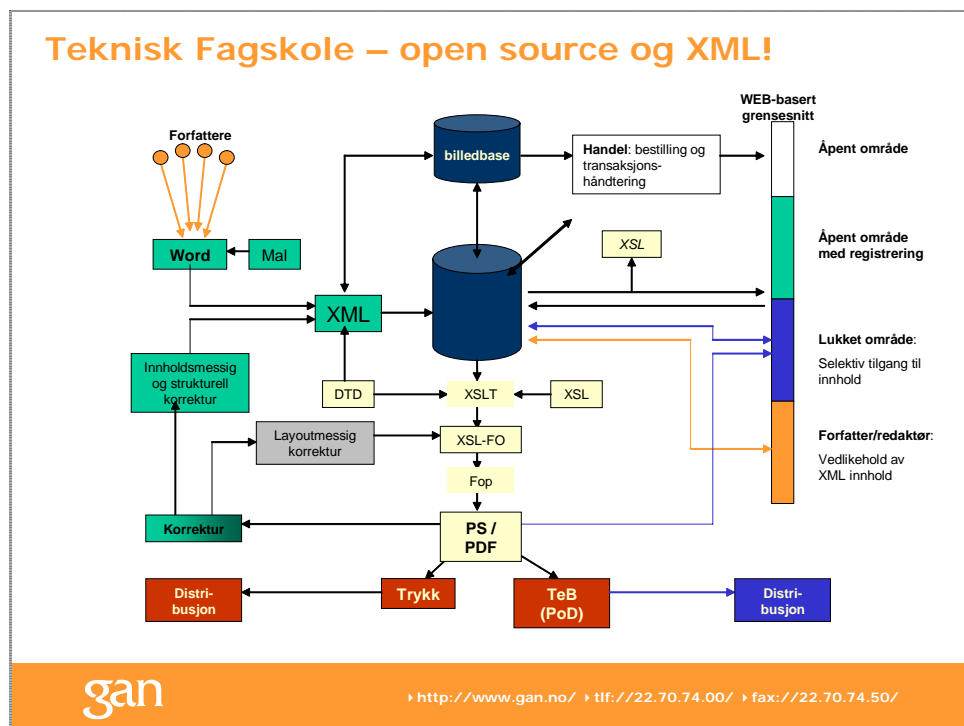 Teknisk Fagskole – open source og XML!
WEB-basert
grensesnitt
Forfattere
billedbase
Handel: bestilling og
transaksjons-
håndtering
Åpent område
Word
Mal
XSL
Åpent område
med registrering
XML
Innholdsmessig
og strukturell
korrektur
DTD
XSLT
XSL
Lukket område:
Selektiv tilgang til
innhold
Layoutmessig
korrektur
XSL-FO
Forfatter/redaktør:
Vedlikehold av
XML innhold
Fop
Korrektur
PS /
PDF
Distri-
busjon
Trykk
TeB
(PoD)
Distri-
busjon
gan
http://www.gan.no/ tlf://22.70.74.00/ fax://22.70.74.50/